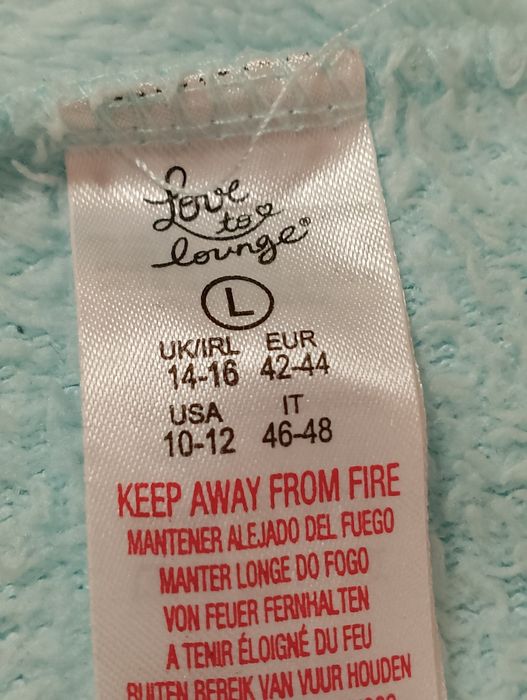 Love
to
lounge®
L
UK/IRL EUR
14-16 42-44
USA IT
10-12 46-48
KEEP AWAY FROM FIRE
MANTENER ALEJADO DEL FUEGO
MANTER LONGE DO FOGO
VON FEUER FERNHALTEN
A TENIR ÉLOIGNÉ DU FEU
BUITEN BEREIK VAN VUUR HOUDEN